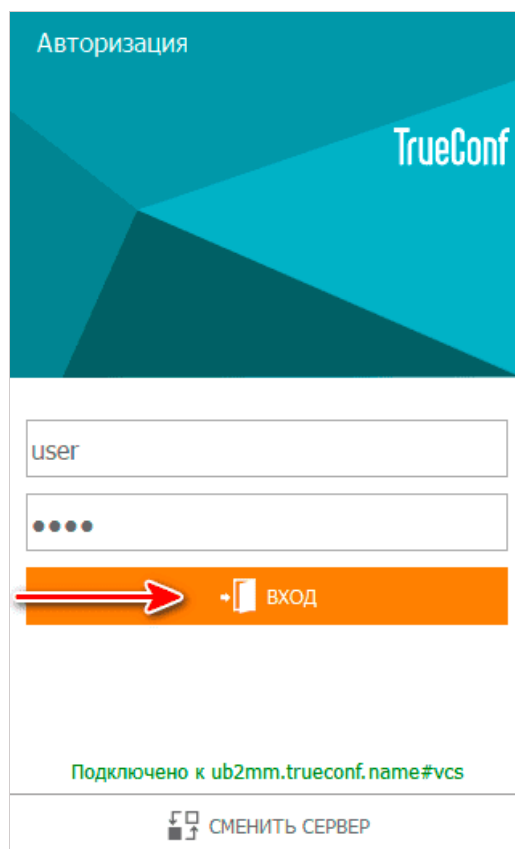 Авторизация
TrueConf
user
••••
ВХОД
Подключено к ub2mm.trueconf.name#vcs
СМЕНИТЬ СЕРВЕР